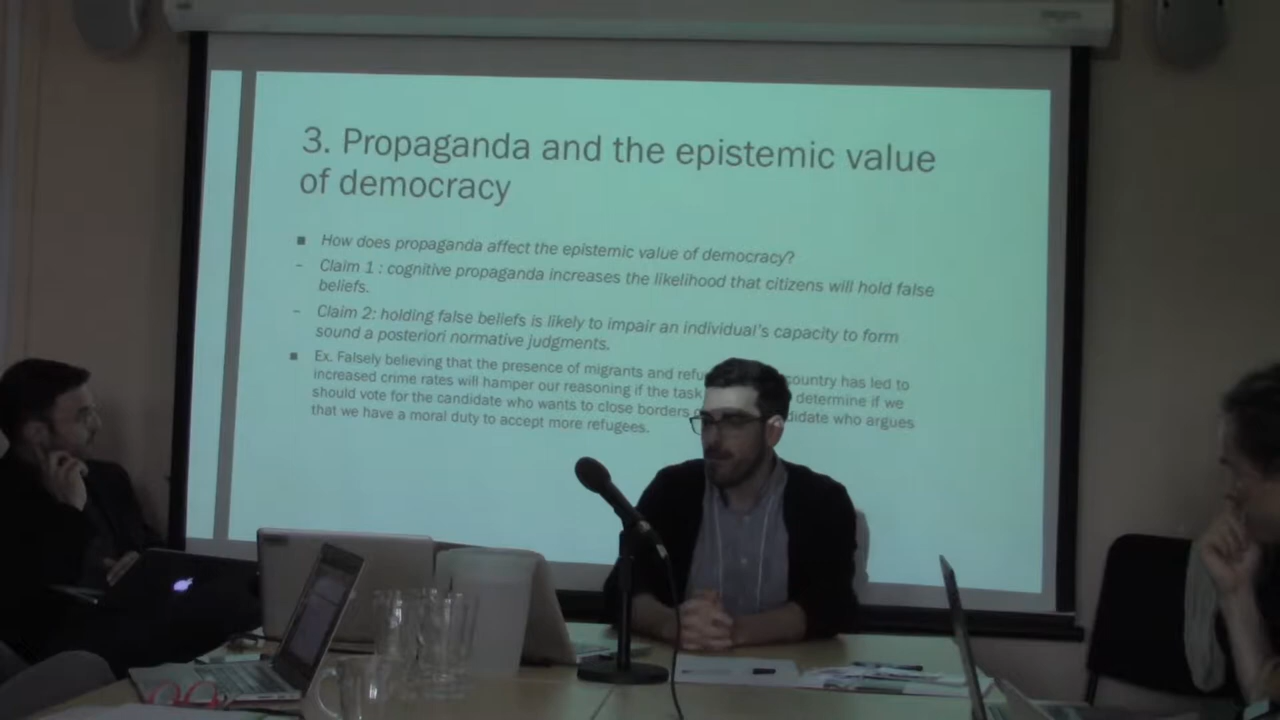 3. Propaganda and the epistemic value
of democracy
■ How does propaganda affect the epistemic value of democracy?
– Claim 1 : cognitive propaganda increases the likelihood that citizens will hold false
beliefs.
– Claim 2: holding false beliefs is likely to impair an individual's capacity to form
sound a posteriori normative judgments.
■ Ex. Falsely believing that the presence of migrants and refu country has led to
increased crime rates will hamper our reasoning if the task determine if we
should vote for the candidate who wants to close borders didate who argues
that we have a moral duty to accept more refugees.